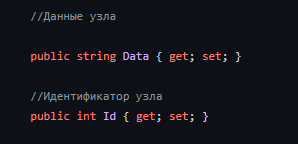 //Данные узла
public string Data { get; set; }
//Идентификатор узла
public int Id { get; set; }